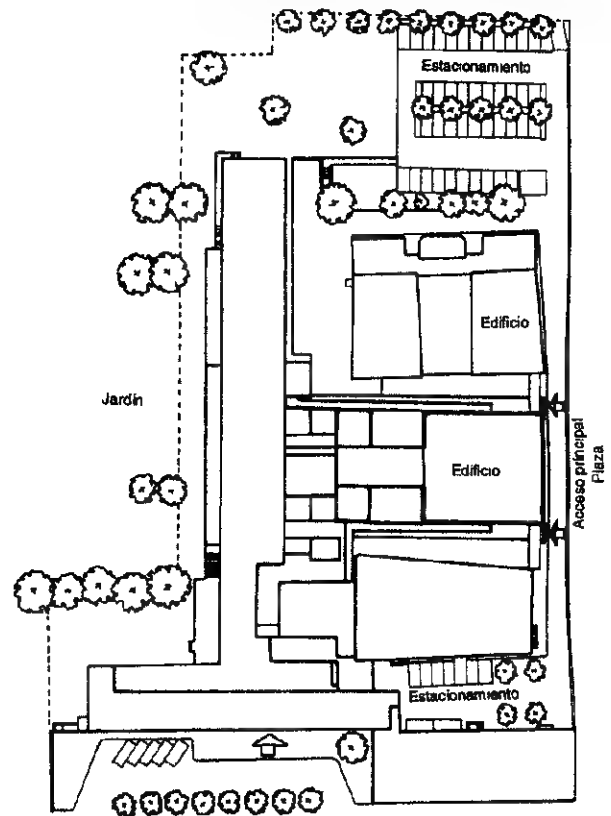 Estacionamiento
Edificio
Jardín
Edificio
Acceso principal
Plaza
Estacionamiento